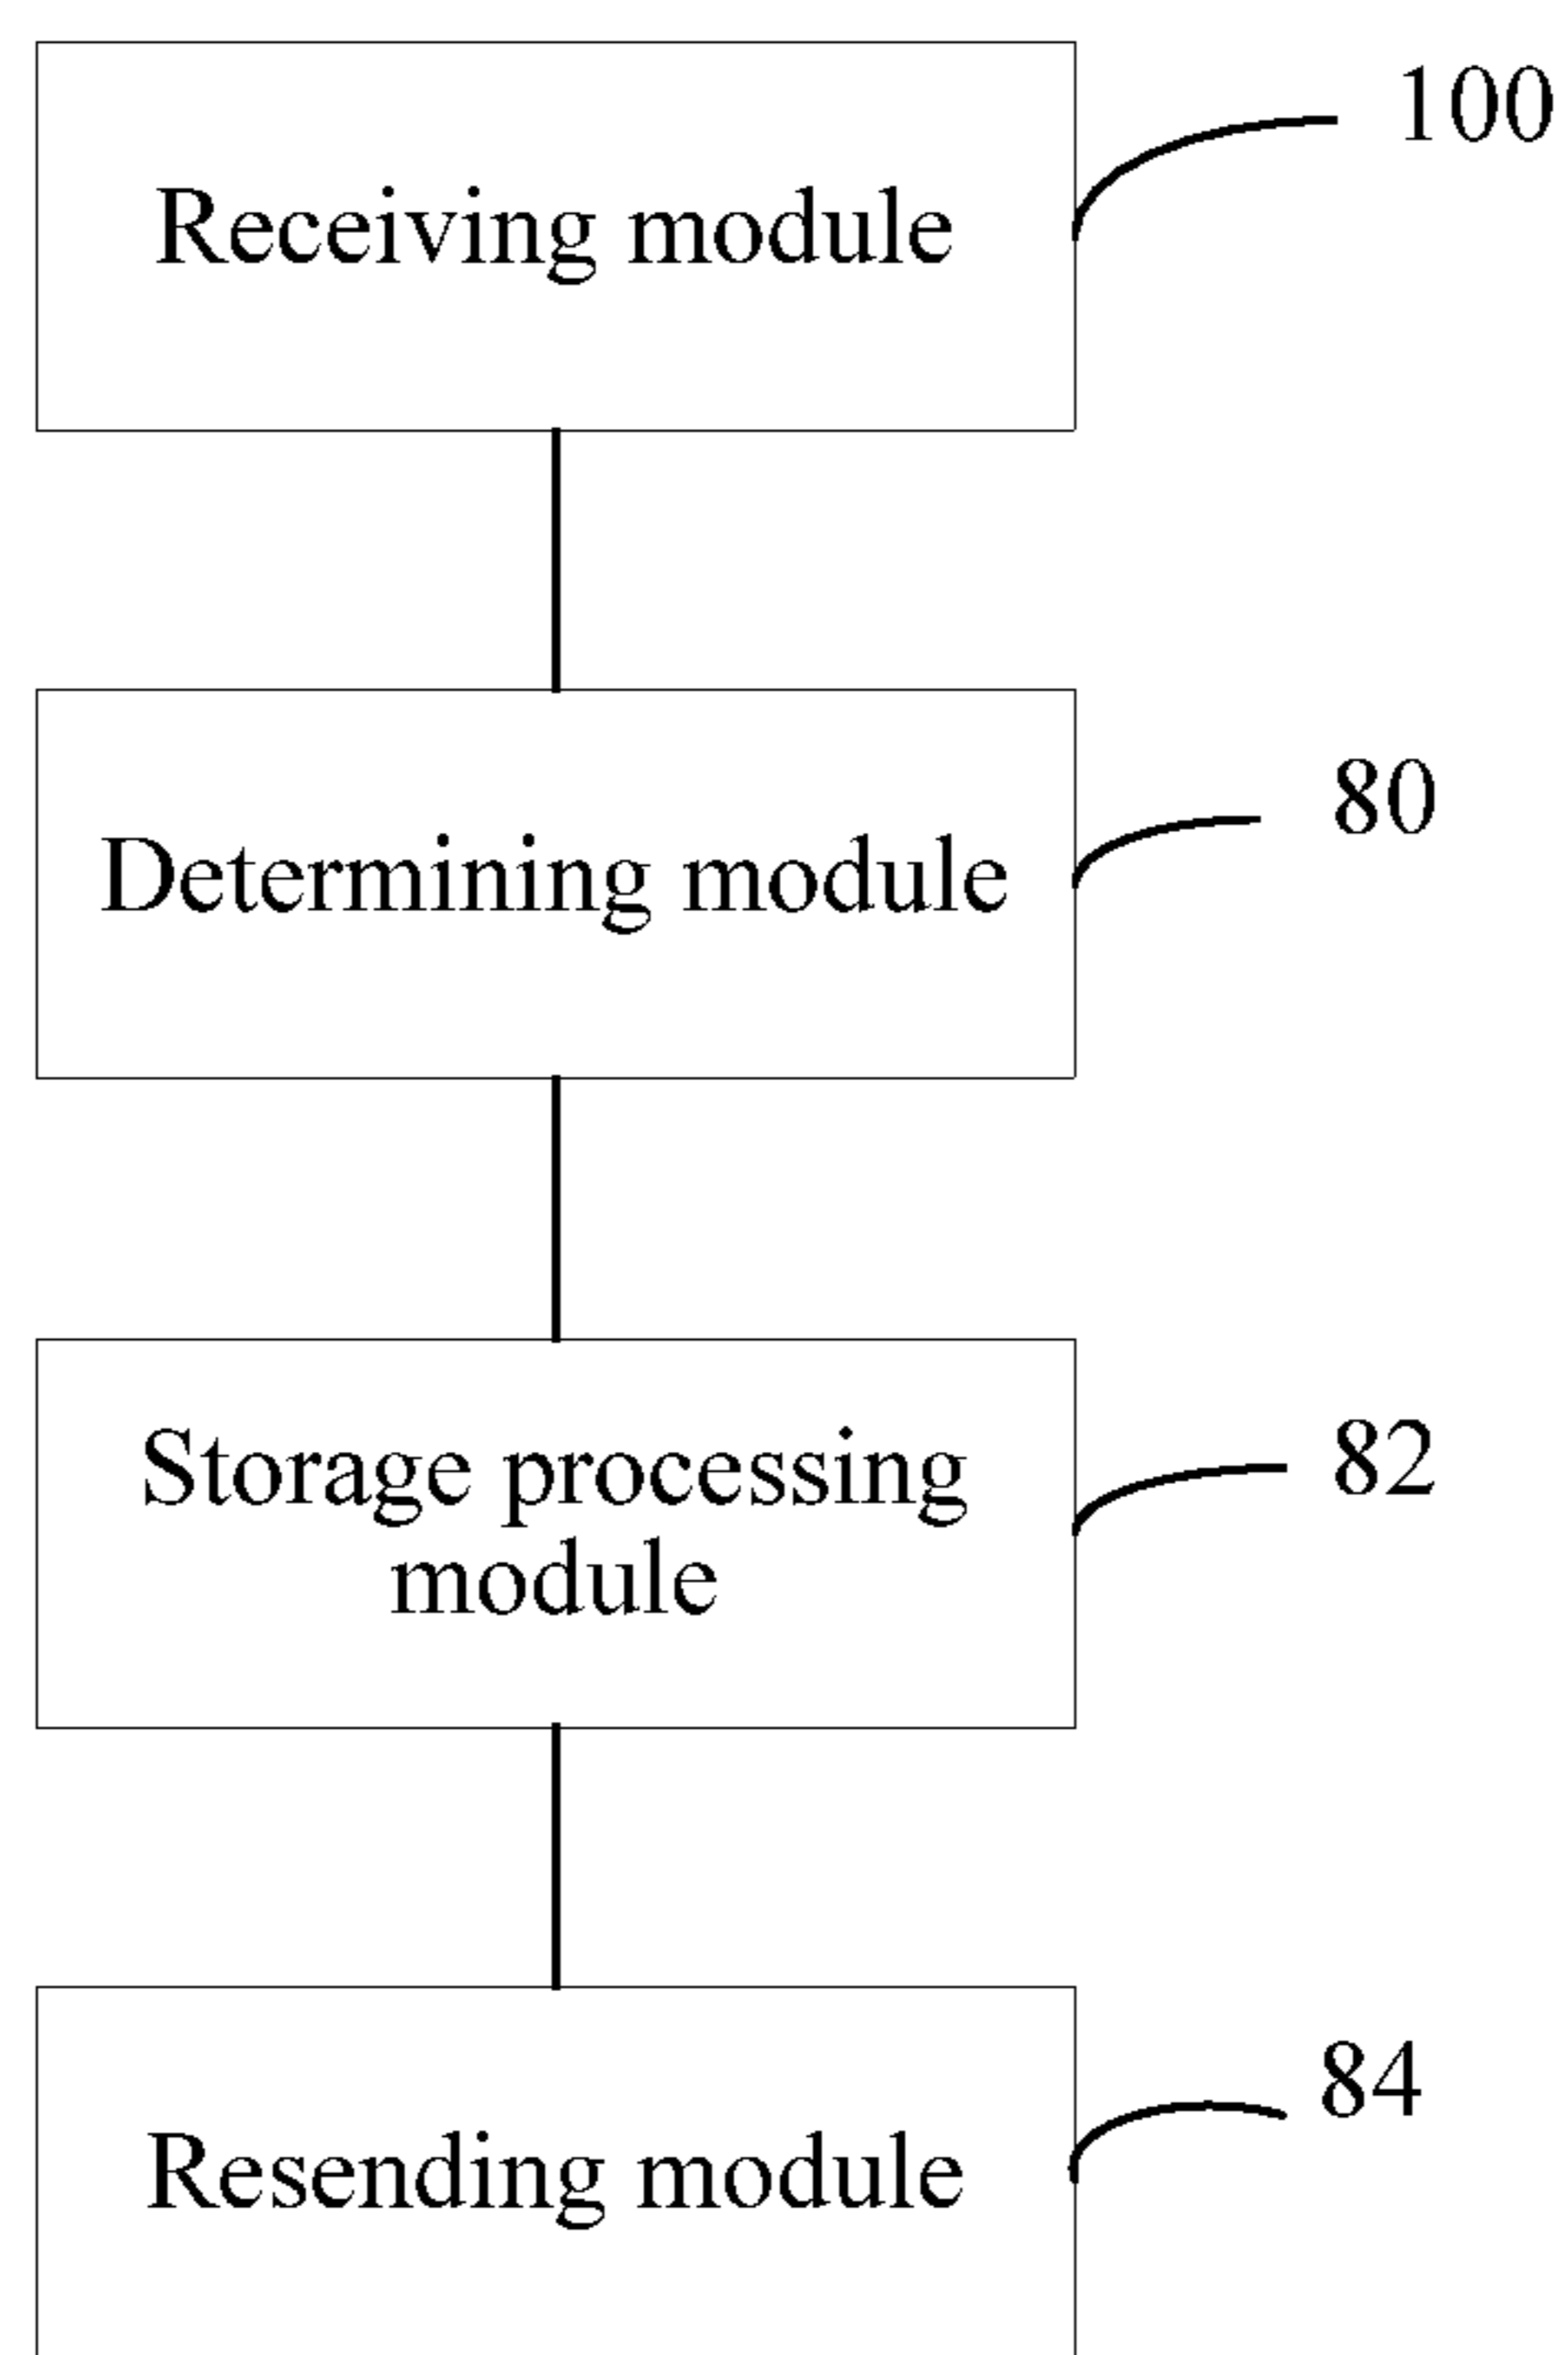 100
Receiving module
80
Determining module
82
Storage processing
module
84
Resending module